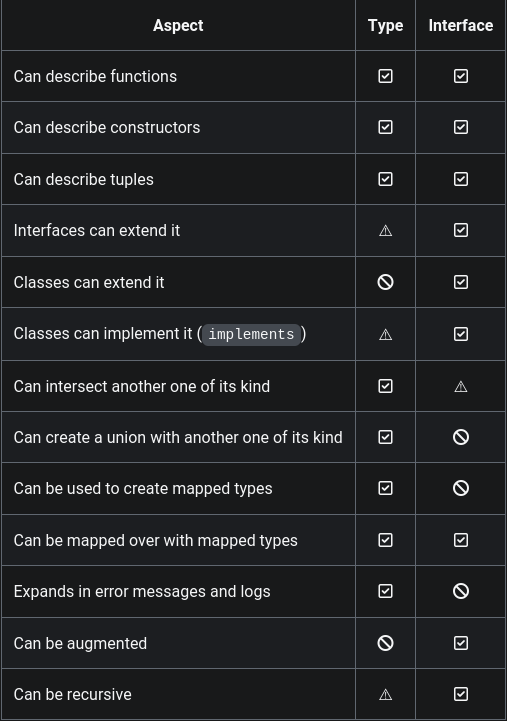 Aspect Type Interface
Can describe functions ☑ ☑
Can describe constructors ☑ ☑
Can describe tuples ☑ ☑
Interfaces can extend it ⚠ ☑
Classes can extend it 🚫 ☑
Classes can implement it (implements) ⚠ ☑
Can intersect another one of its kind ☑ ⚠
Can create a union with another one of its kind ☑ 🚫
Can be used to create mapped types ☑ 🚫
Can be mapped over with mapped types ☑ ☑
Expands in error messages and logs ☑ 🚫
Can be augmented 🚫 ☑
Can be recursive ⚠ ☑